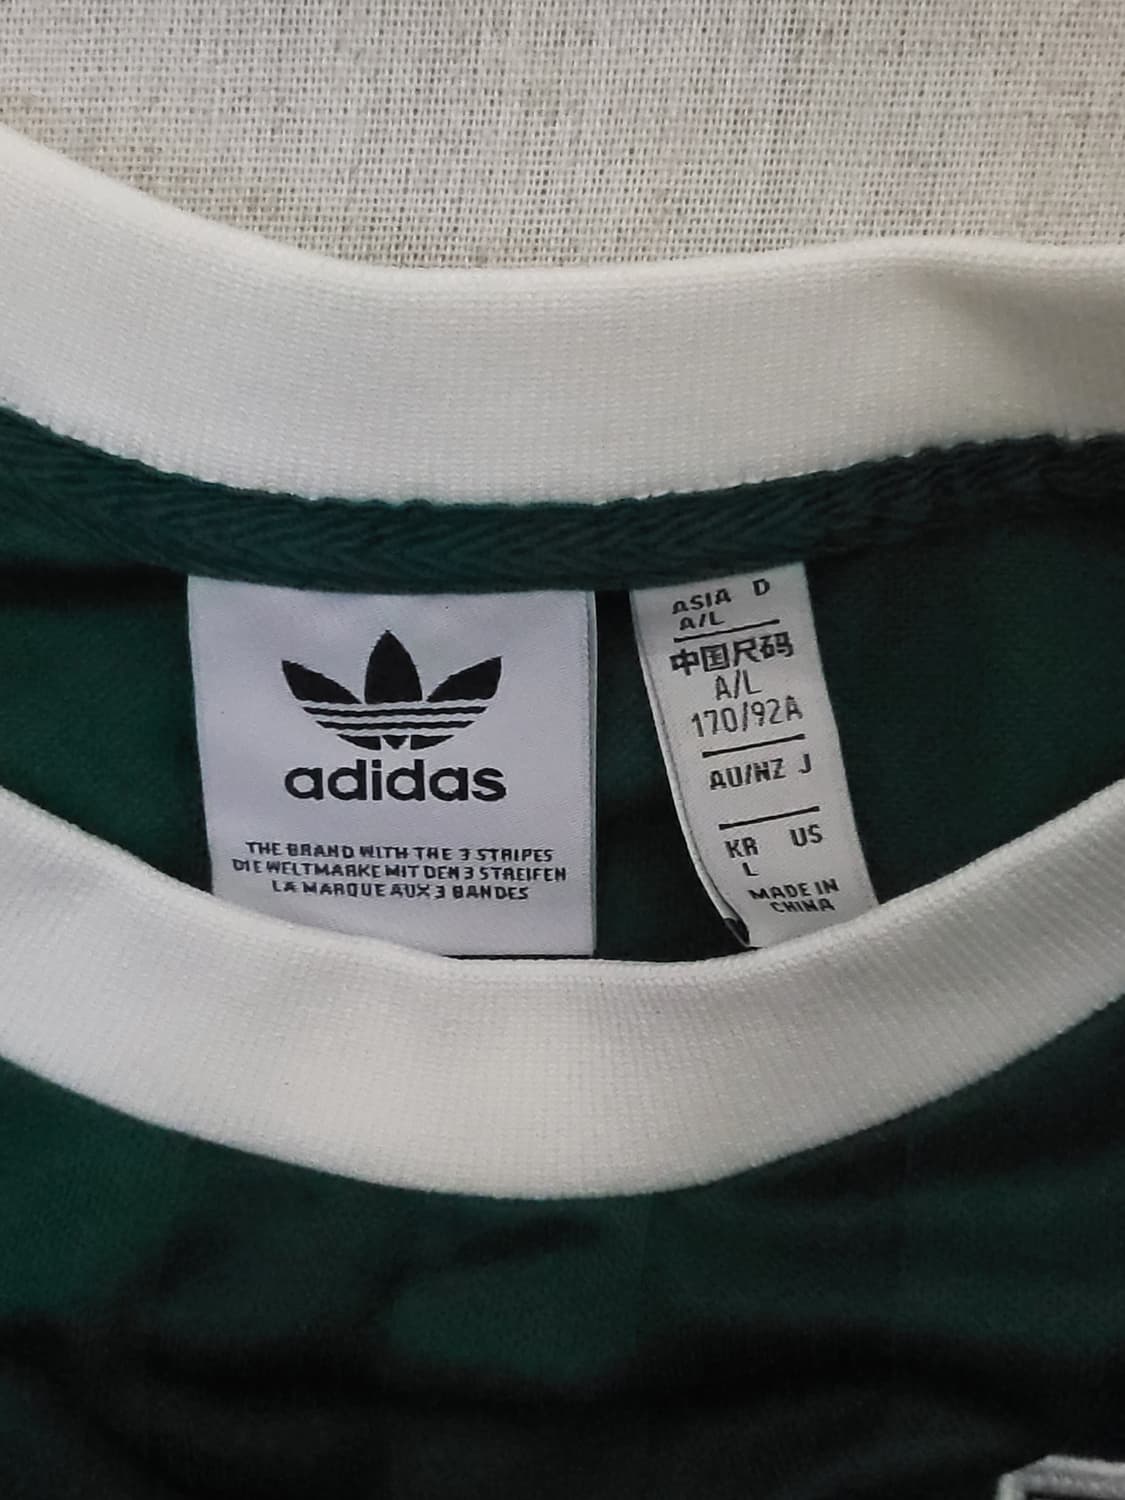 adidas
THE BRAND WITH THE 3 STRIPES
DIE WELTMARKE MIT DEN 3 STREIFEN
LA MARQUE AUX 3 BANDES
ASIA D
A/L
中国尺码
A/L
170/92A
AU/NZ J
KR US
L
MADE IN
CHINA